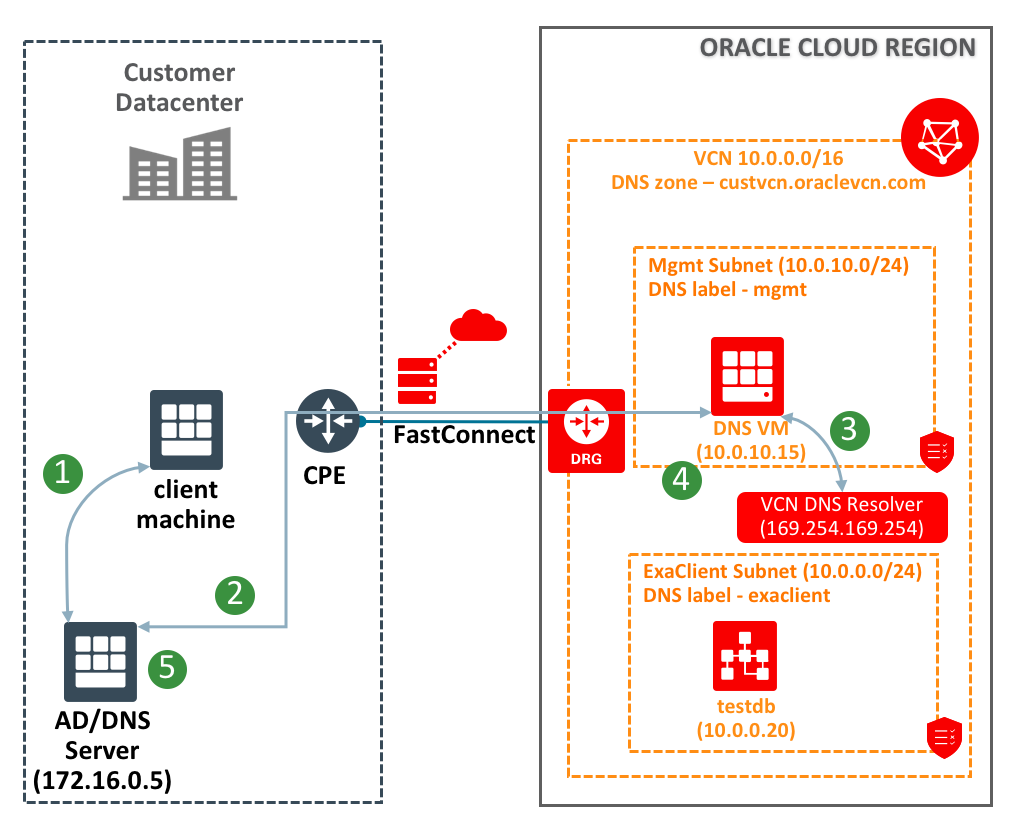 ORACLE CLOUD REGION
Customer
Datacenter
VCN 10.0.0.0/16
DNS zone – custvcn.oraclevcn.com
Mgmt Subnet (10.0.10.0/24)
DNS label - mgmt
FastConnect
CPE
DRG
DNS VM
(10.0.10.15)
3
4
VCN DNS Resolver
(169.254.169.254)
1
client
machine
2
5
AD/DNS
Server
(172.16.0.5)
ExaClient Subnet (10.0.0.0/24)
DNS label - exaclient
testdb
(10.0.0.20)